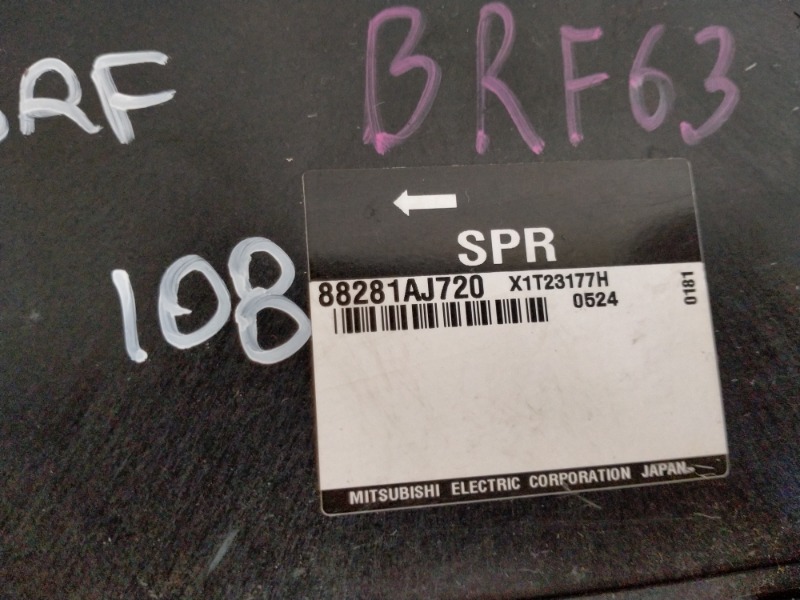 BRF63
RF
108
SPR
88281AJ720 X1T23177H
0524
0181
MITSUBISHI ELECTRIC CORPORATION JAPAN